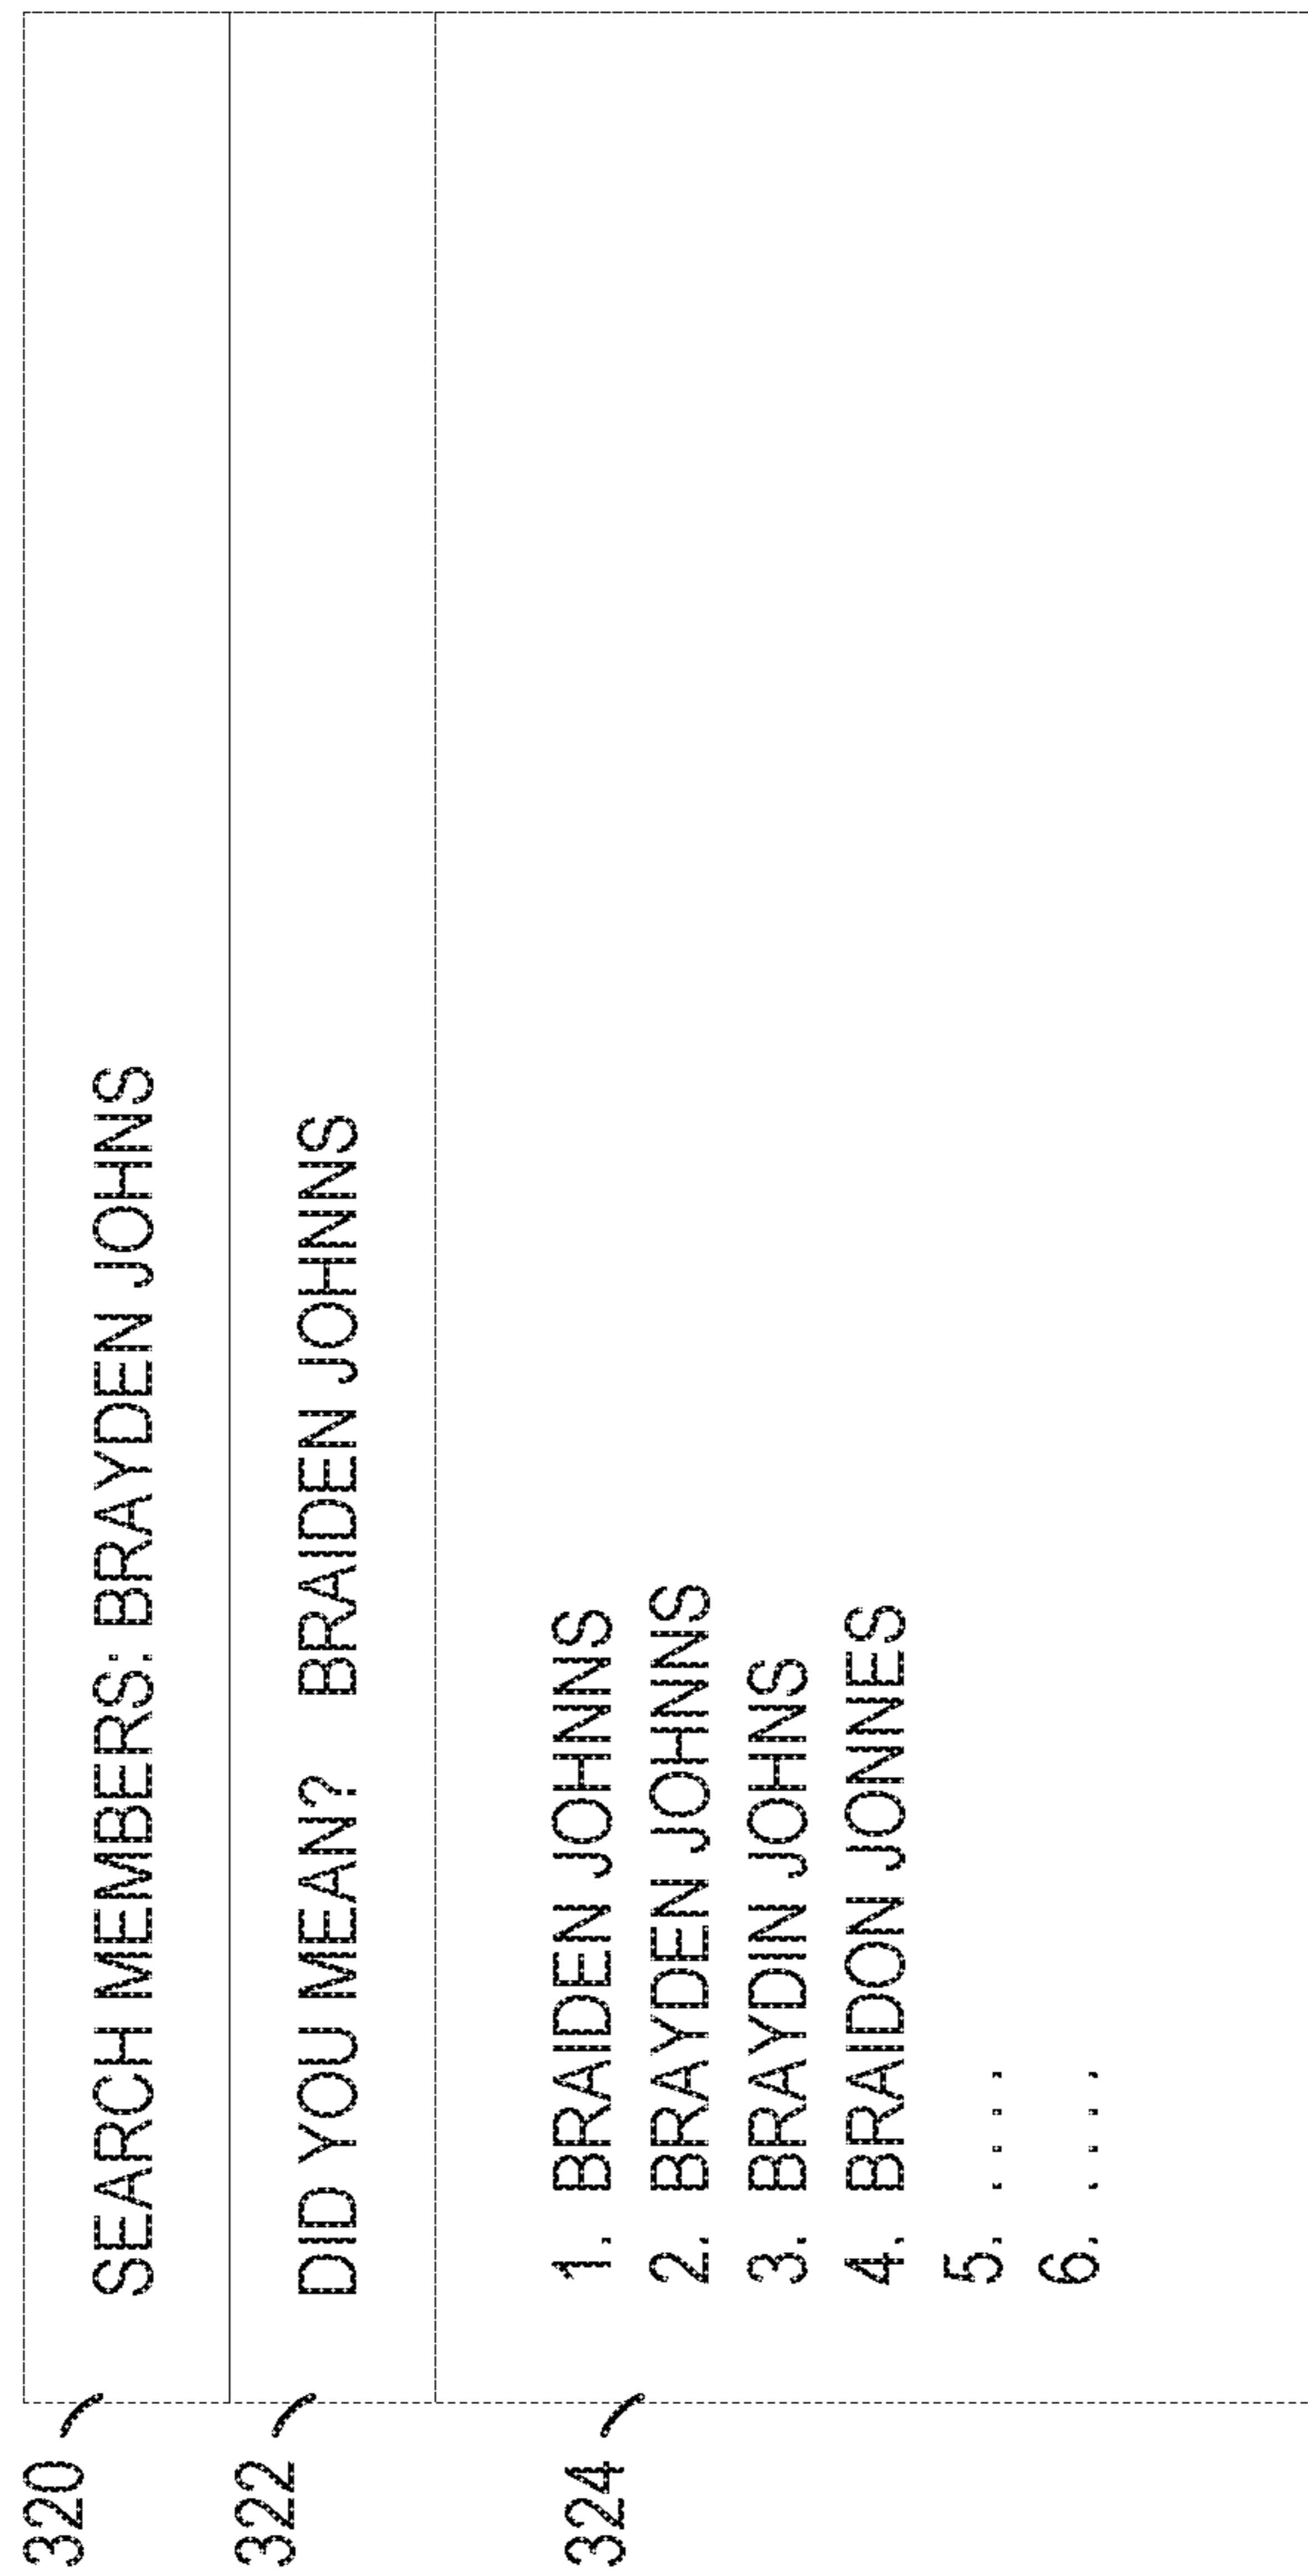 320
SEARCH MEMBERS: BRAYDEN JOHNS
322
DID YOU MEAN? BRAIDEN JOHNNS
324
1. BRAIDEN JOHNNS
2. BRAYDEN JOHNNS
3. BRAYDIN JOHNS
4. BRAIDON JONNES
5. ....
6. ....